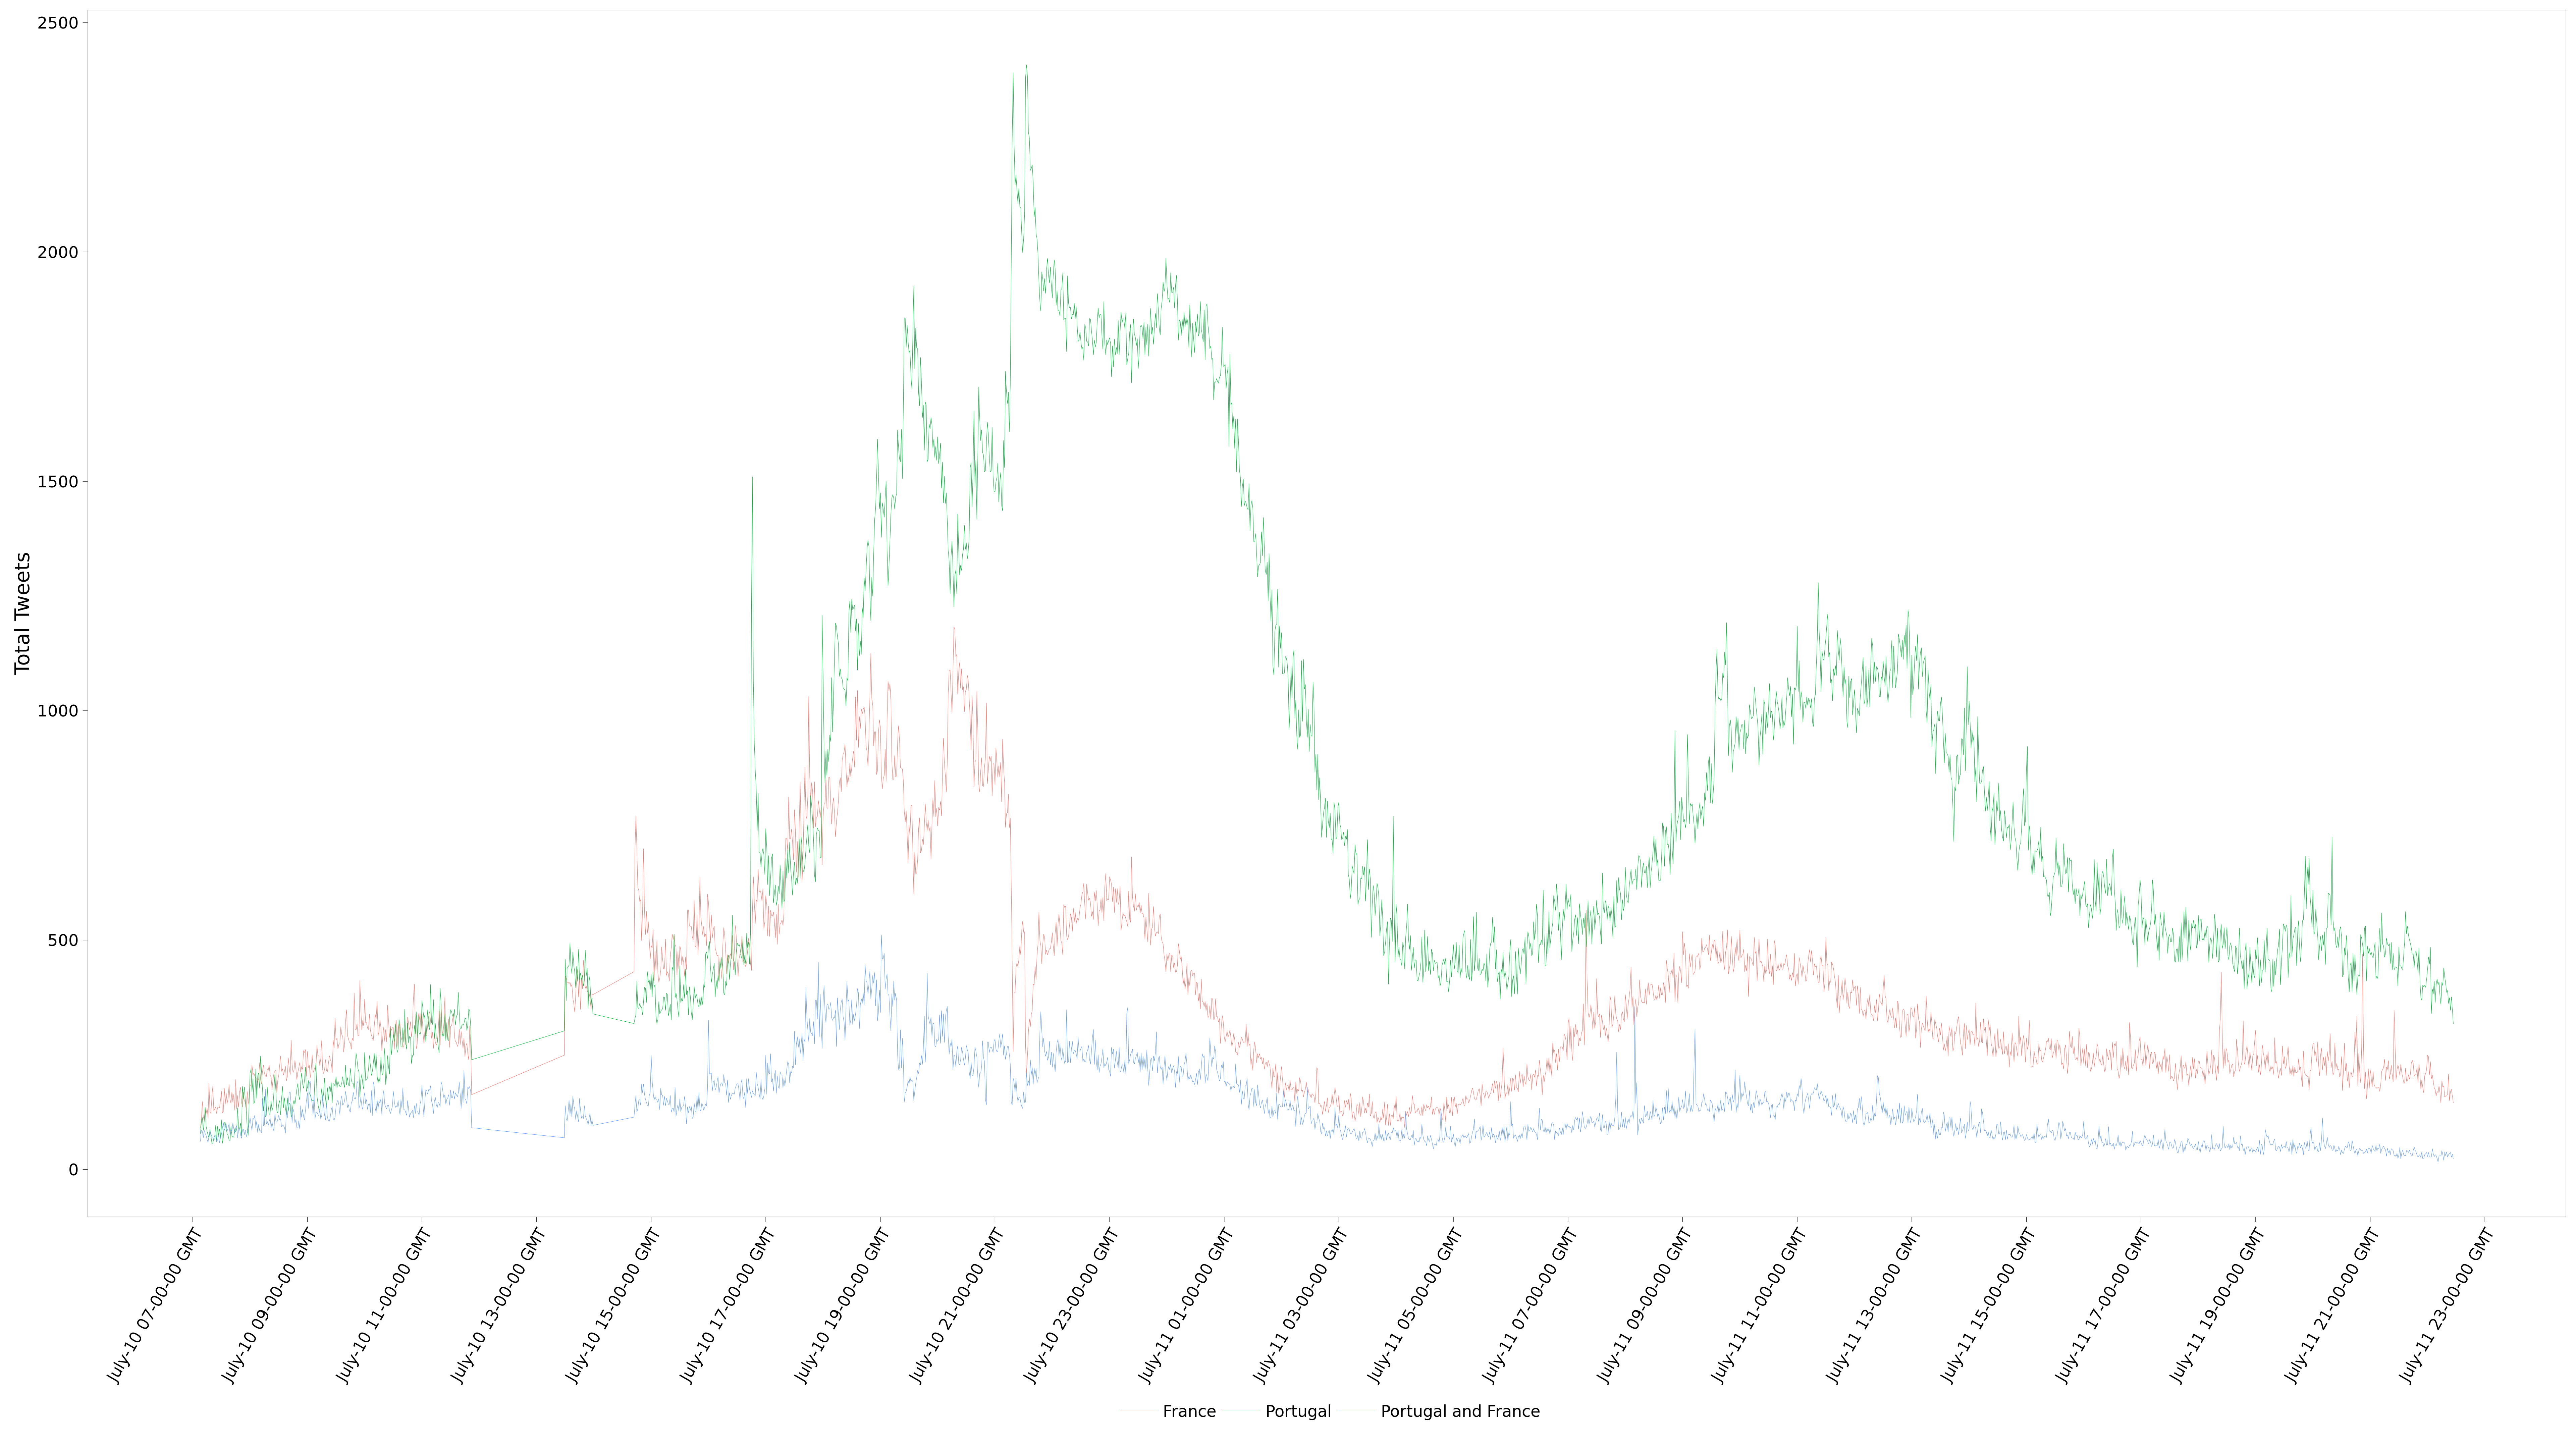 2500
2000
1500
1000
500
0
Total Tweets
July-10 07-00-00 GMT
July-10 09-00-00 GMT
July-10 11-00-00 GMT
July-10 13-00-00 GMT
July-10 15-00-00 GMT
July-10 17-00-00 GMT
July-10 19-00-00 GMT
July-10 21-00-00 GMT
July-10 23-00-00 GMT
July-11 01-00-00 GMT
July-11 03-00-00 GMT
July-11 05-00-00 GMT
July-11 07-00-00 GMT
July-11 09-00-00 GMT
July-11 11-00-00 GMT
July-11 13-00-00 GMT
July-11 15-00-00 GMT
July-11 17-00-00 GMT
July-11 19-00-00 GMT
July-11 21-00-00 GMT
July-11 23-00-00 GMT
France Portugal Portugal and France